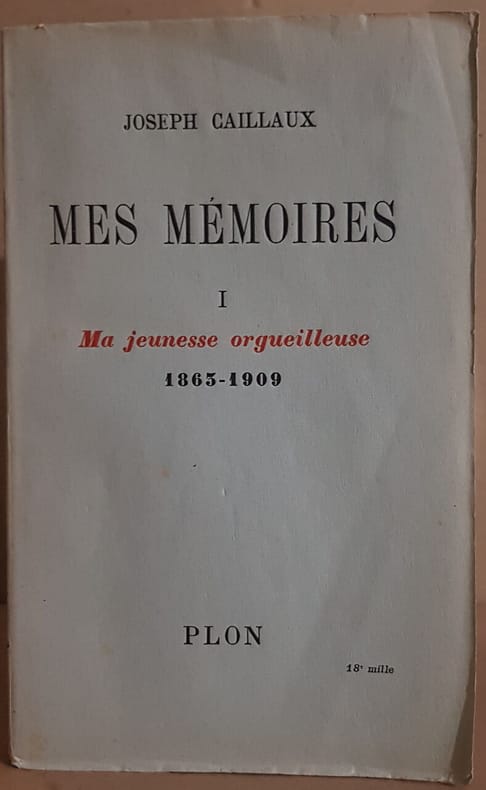 JOSEPH CAILLAUX
MES MÉMOIRES
I
Ma jeunesse orgueilleuse
1863-1909
PLON
18ᵉ mille